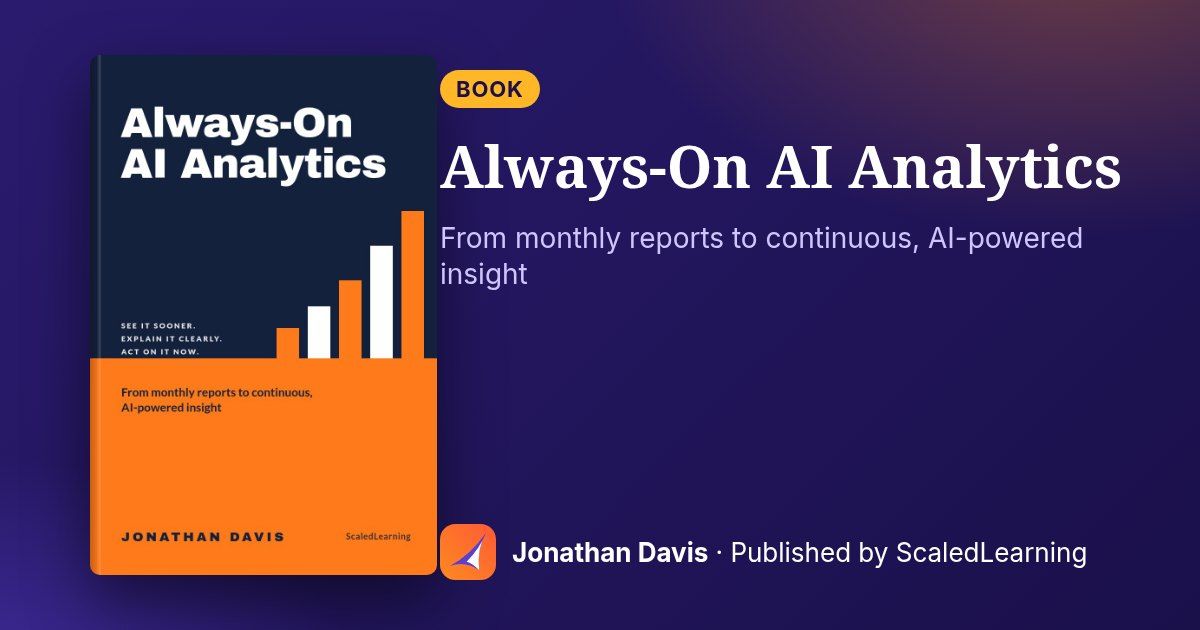 Always-On
AI Analytics
SEE IT SOONER.
EXPLAIN IT CLEARLY.
ACT ON IT NOW.
From monthly reports to continuous,
AI-powered insight
JONATHAN DAVIS
ScaledLearning
BOOK
Always-On AI Analytics
From monthly reports to continuous, AI-powered
insight
Jonathan Davis · Published by ScaledLearning